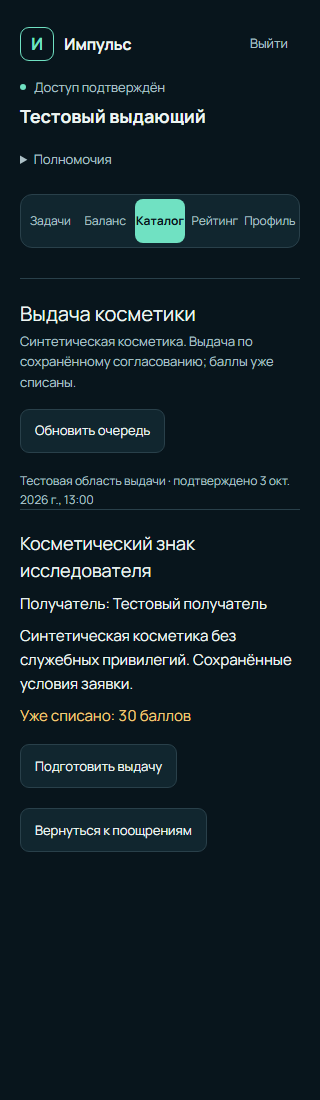 И Импульс
Выйти
Доступ подтверждён
Тестовый выдающий
Полномочия
Задачи Баланс Каталог Рейтинг Профиль
Выдача косметики
Синтетическая косметика. Выдача по
сохранённому согласованию; баллы уже
списаны.
Обновить очередь
Тестовая область выдачи · подтверждено 3 окт.
2026 г., 13:00
Косметический знак
исследователя
Получатель: Тестовый получатель
Синтетическая косметика без
служебных привилегий. Сохранённые
условия заявки.
Уже списано: 30 баллов
Подготовить выдачу
Вернуться к поощрениям